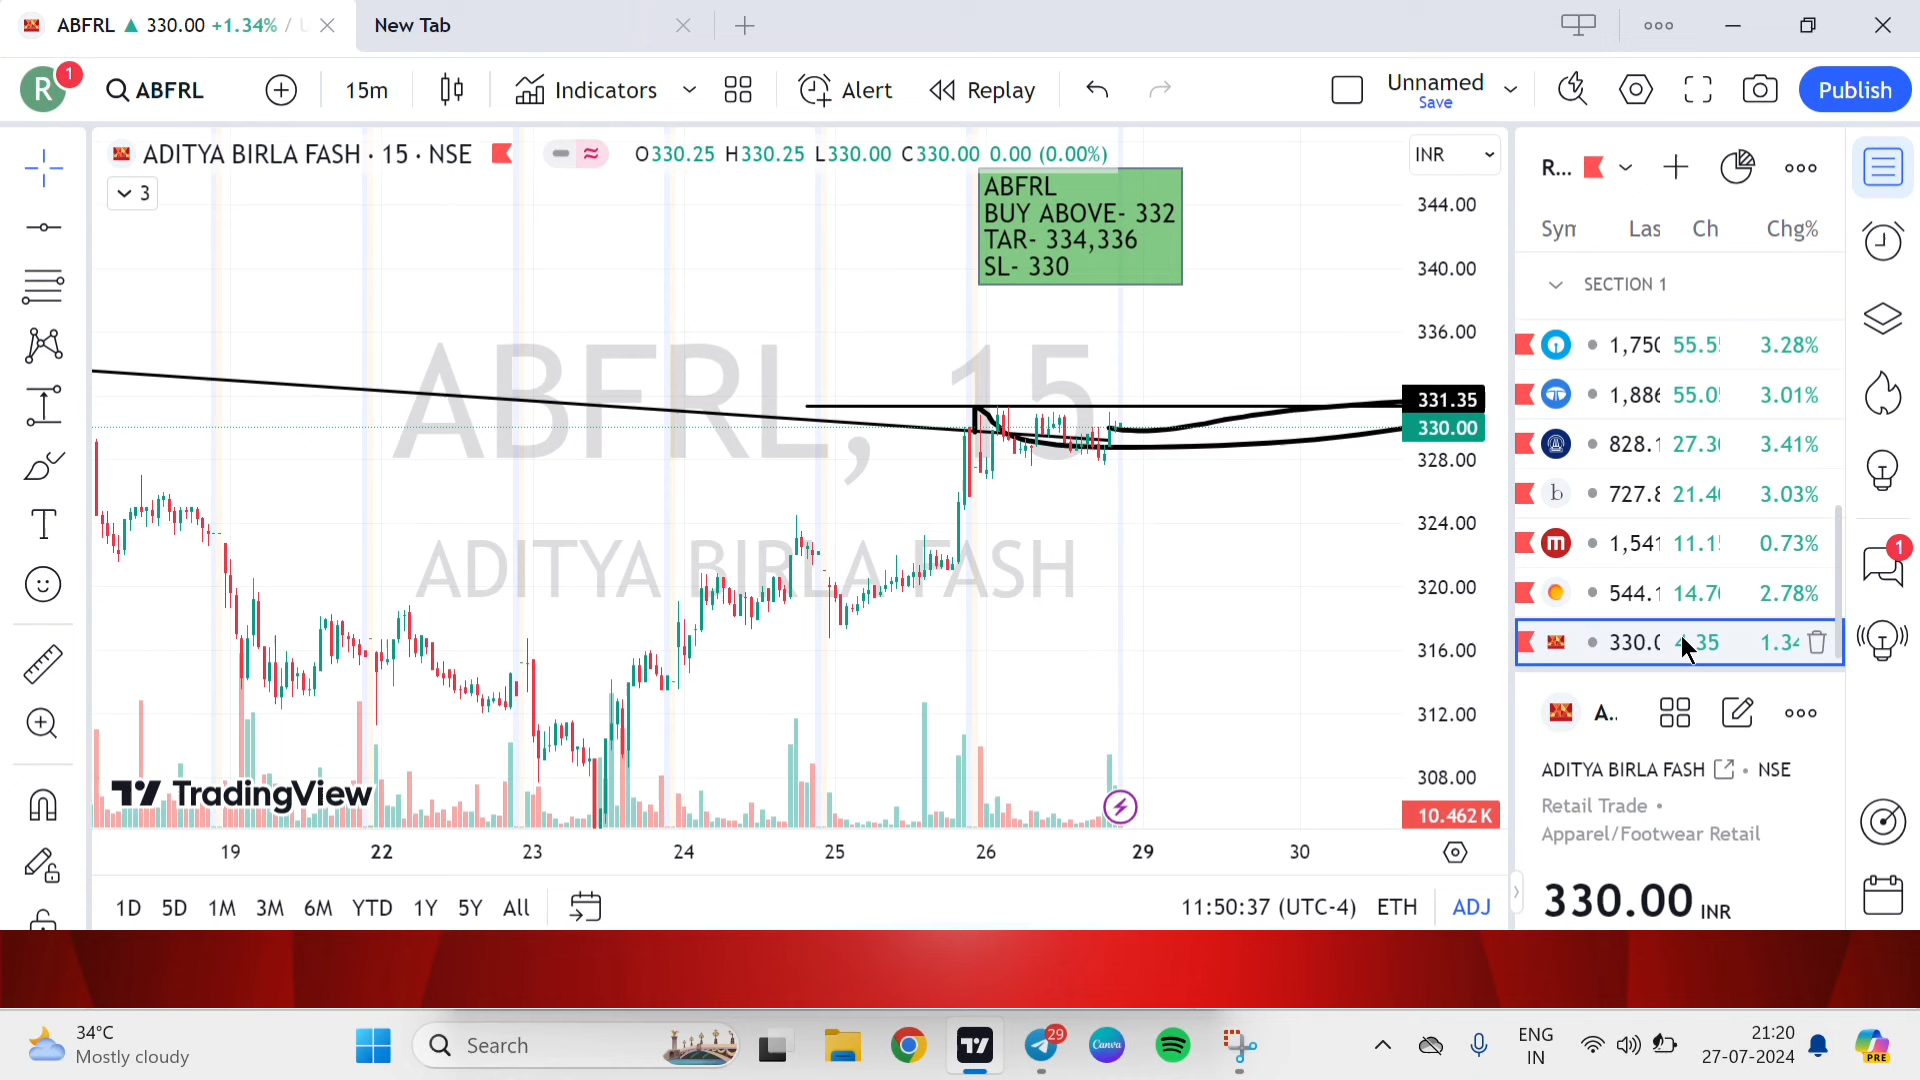 ABFRL ▲ 330.00 +1.34% /
New Tab
R
1
ABFRL
15m
Indicators
Alert
Replay
Unnamed
Save
Publish
ADITYA BIRLA FASH · 15 · NSE
O330.25 H330.25 L330.00 C330.00 0.00 (0.00%)
3
INR
ABFRL
BUY ABOVE- 332
TAR- 334,336
SL- 330
ABFRL, 15
ADITYA BIRLA FASH
344.00
340.00
336.00
331.35
330.00
328.00
324.00
320.00
316.00
312.00
308.00
10.462 K
TradingView
19
22
23
24
25
26
29
30
1D
5D
1M
3M
6M
YTD
1Y
5Y
All
11:50:37 (UTC-4)
ETH
ADJ
R...
Las
Ch
Chg%
SECTION 1
3.28%
3.01%
3.41%
b
3.03%
m
0.73%
2.78%
A..
ADITYA BIRLA FASH · NSE
Retail Trade •
Apparel/Footwear Retail
330.00 INR
1
34°C
Mostly cloudy
Search
29
Canva
ENG
IN
21:20
27-07-2024
PRE